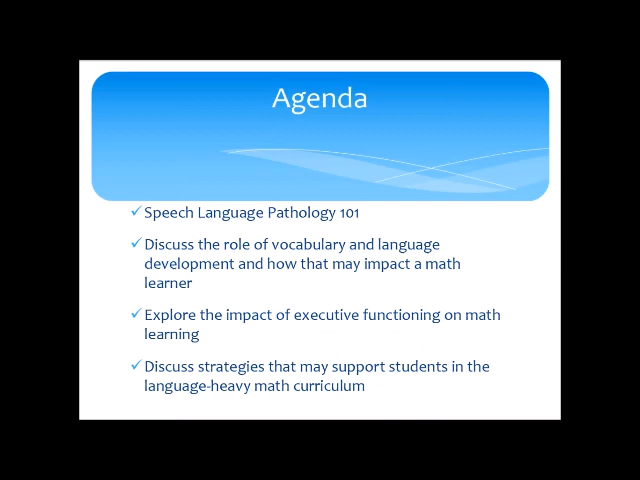 Agenda
Speech Language Pathology 101
Discuss the role of vocabulary and language
development and how that may impact a math
learner
Explore the impact of executive functioning on math
learning
Discuss strategies that may support students in the
language-heavy math curriculum